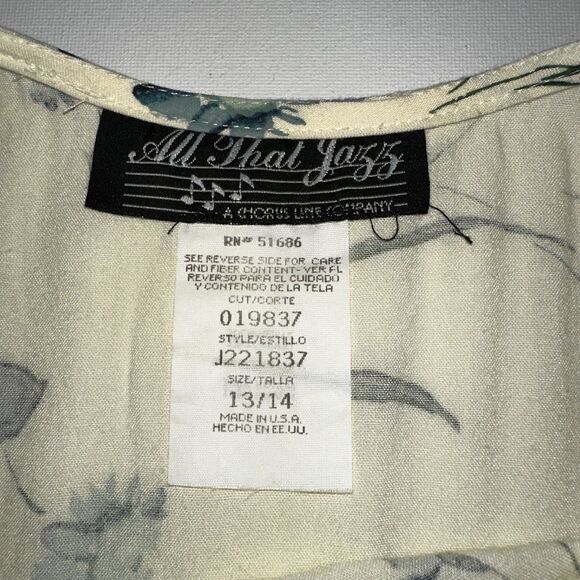 All That Jazz
A CHORUS LINE COMPANY
RN# 51686
SEE REVERSE SIDE FOR CARE
AND FIBER CONTENT-VER AL
REVERSO PARA EL CUIDADO
Y CONTENIDO DE LA TELA
CUT/CORTE
019837
STYLE/ESTILLO
J221837
SIZE/TALLA
13/14
MADE IN U.S.A.
HECHO EN EE.UU.